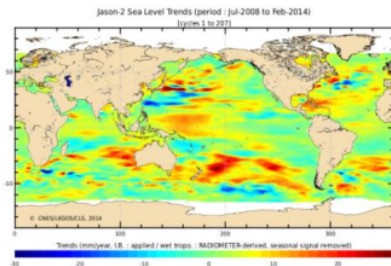 Jason-2 Sea Level Trends (period : Jul-2008 to Feb-2014)
[cycles 1 to 207]
50
0
-50
© CNES/LEGOS/CLS, 2014
0 100 200 300
Trends (mm/year, I.B. : applied / wet tropo. : RADIOMETER-derived, seasonal signal removed)
-30 -20 -10 0 10 20 30